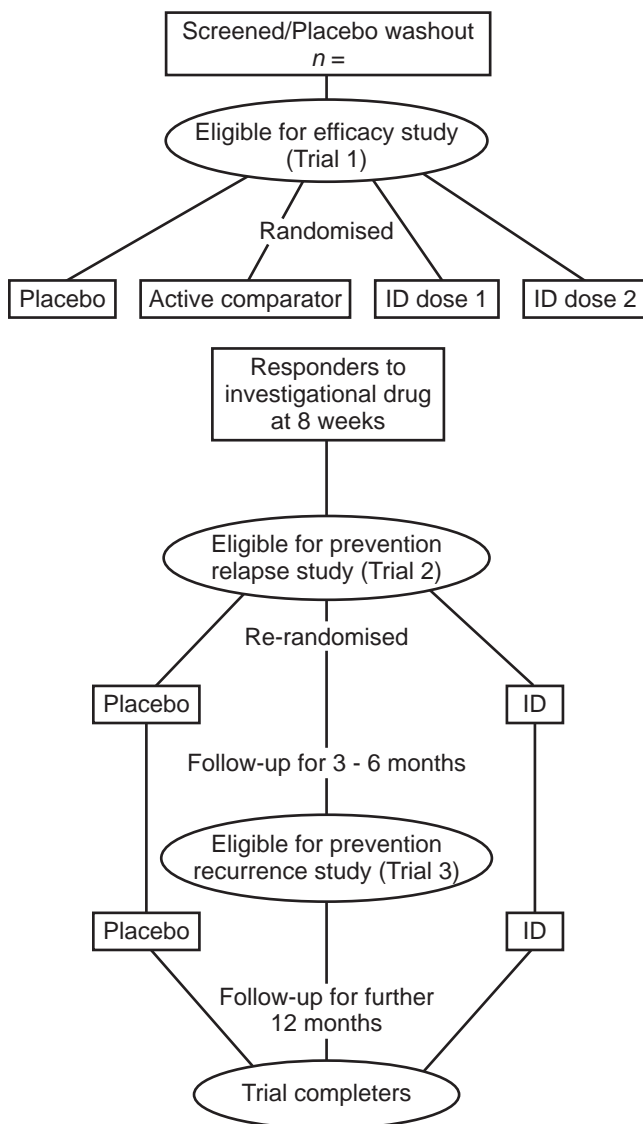 Screened/Placebo washout
n =
Eligible for efficacy study
(Trial 1)
Randomised
Placebo
Active comparator
ID dose 1
ID dose 2
Responders to
investigational drug
at 8 weeks
Eligible for prevention
relapse study (Trial 2)
Re-randomised
Placebo
ID
Follow-up for 3 - 6 months
Eligible for prevention
recurrence study (Trial 3)
Placebo
ID
Follow-up for further
12 months
Trial completers